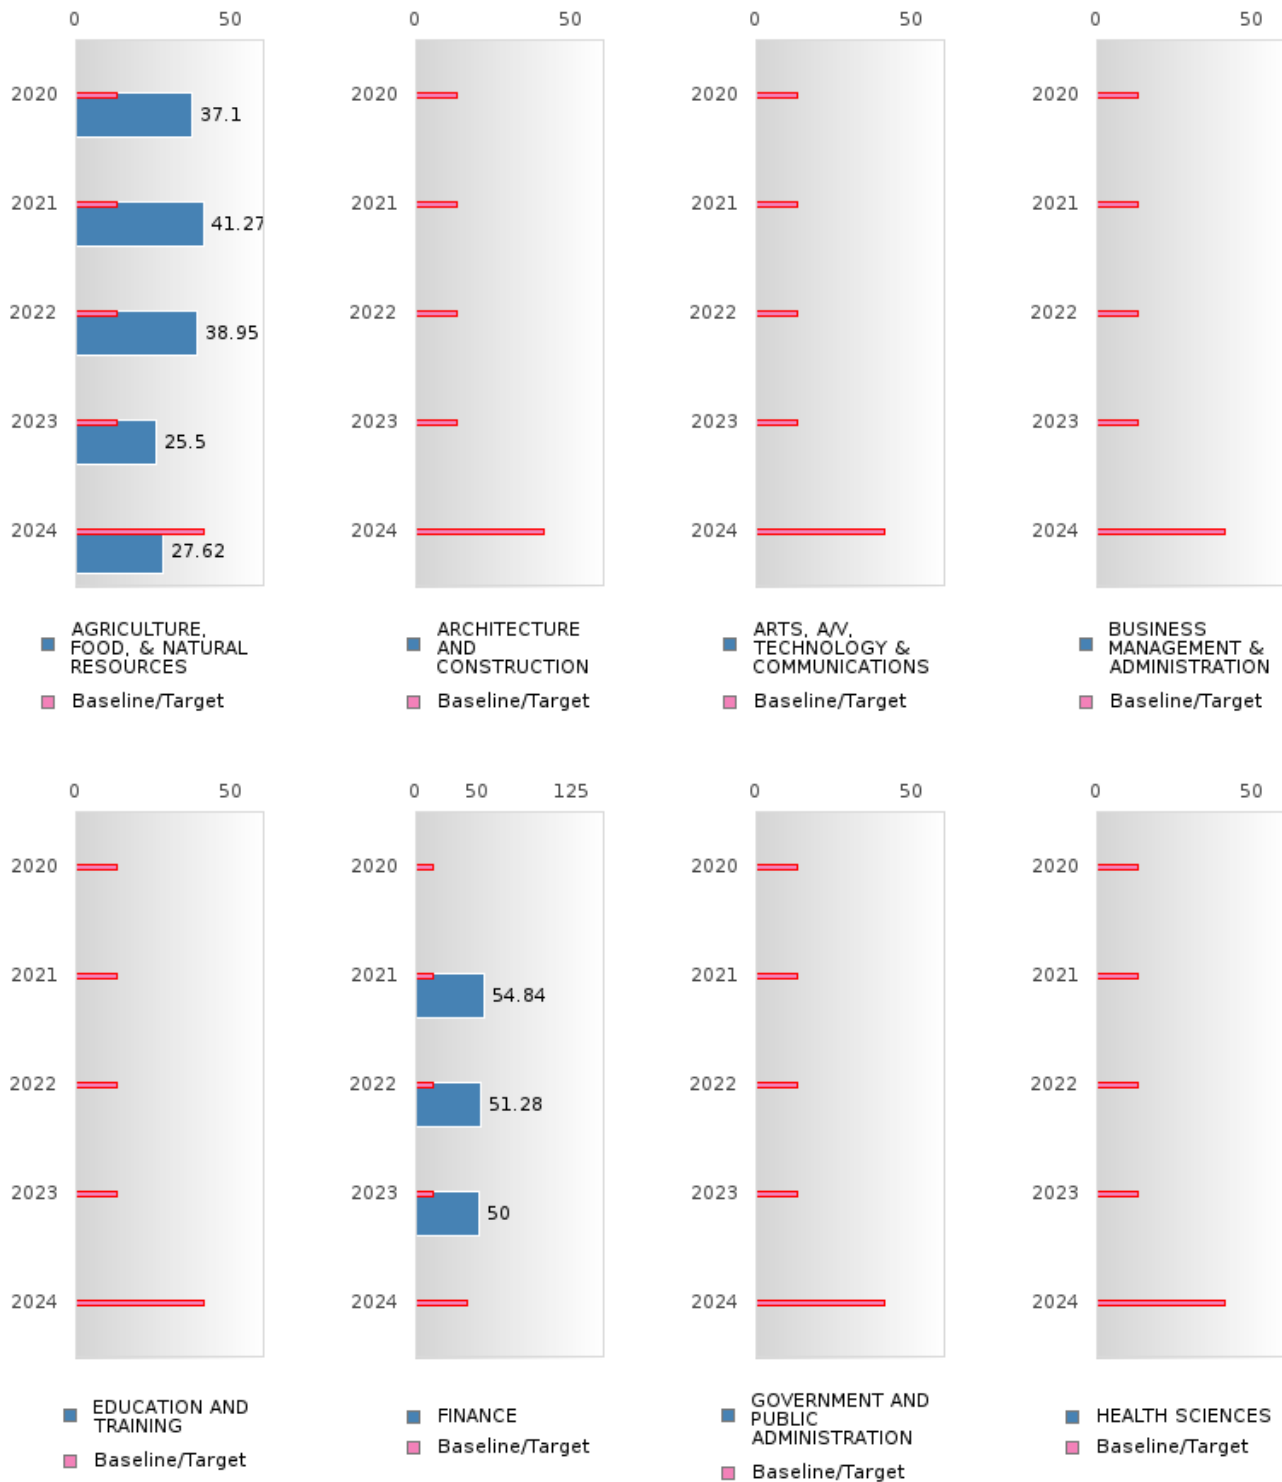 0 50
2020
37.1
2021
41.27
2022
38.95
2023
25.5
2024
27.62
AGRICULTURE,
FOOD, & NATURAL
RESOURCES
Baseline/Target
0 50
2020
2021
2022
2023
2024
ARCHITECTURE
AND
CONSTRUCTION
Baseline/Target
0 50
2020
2021
2022
2023
2024
ARTS, A/V,
TECHNOLOGY &
COMMUNICATIONS
Baseline/Target
0 50
2020
2021
2022
2023
2024
BUSINESS
MANAGEMENT &
ADMINISTRATION
Baseline/Target
0 50
2020
2021
2022
2023
2024
EDUCATION AND
TRAINING
Baseline/Target
0 50 125
2020
2021
54.84
2022
51.28
2023
50
2024
FINANCE
Baseline/Target
0 50
2020
2021
2022
2023
2024
GOVERNMENT AND
PUBLIC
ADMINISTRATION
Baseline/Target
0 50
2020
2021
2022
2023
2024
HEALTH SCIENCES
Baseline/Target